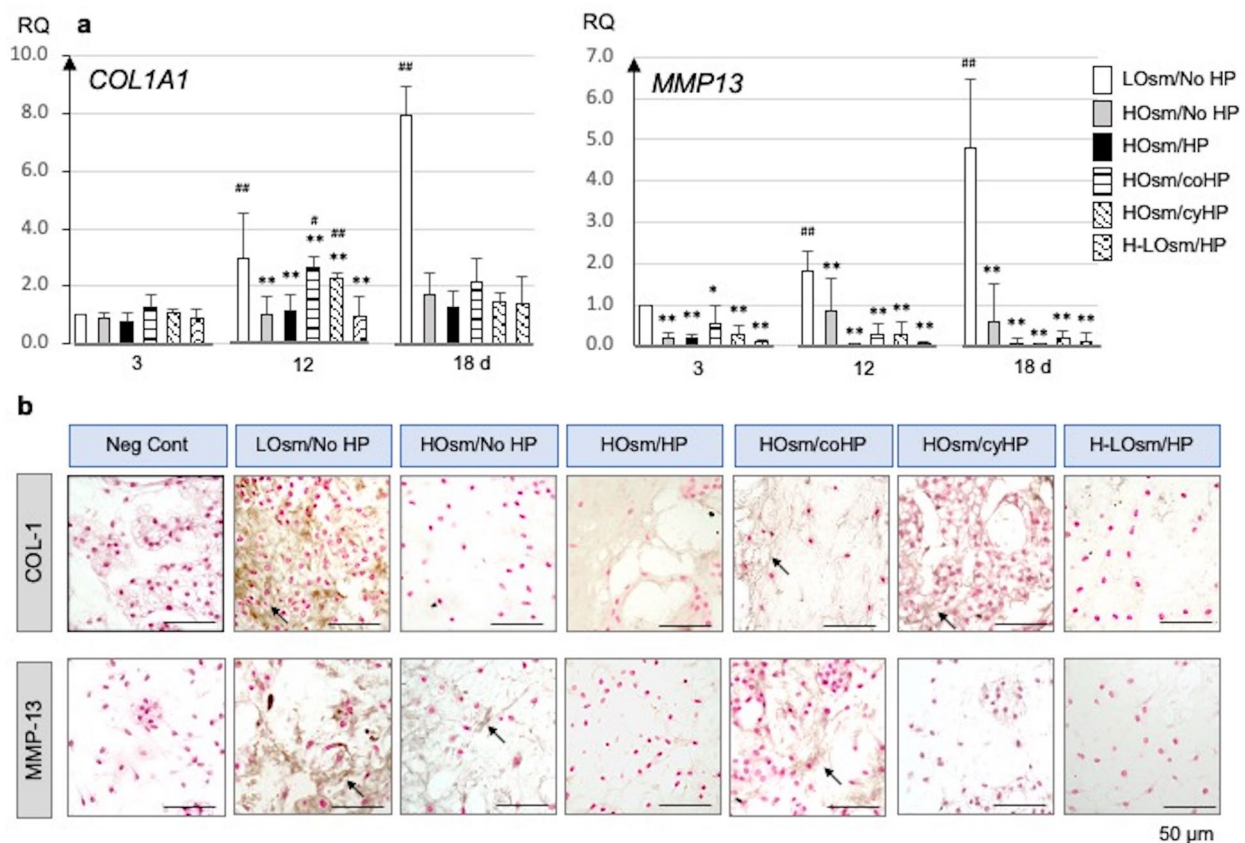 RQ a
COL1A1
10.0
8.0
6.0
4.0
2.0
0.0
##
##
#
##
** ** ** ** **
3 12 18 d
RQ
MMP13
7.0
6.0
5.0
4.0
3.0
2.0
1.0
0.0
##
##
** ** * ** **
** ** ** ** **
** ** ** ** **
3 12 18 d
LOsm/No HP
HOsm/No HP
HOsm/HP
HOsm/coHP
HOsm/cyHP
H-LOsm/HP
b
Neg Cont LOsm/No HP HOsm/No HP HOsm/HP HOsm/coHP HOsm/cyHP H-LOsm/HP
COL-1
MMP-13
50 μm